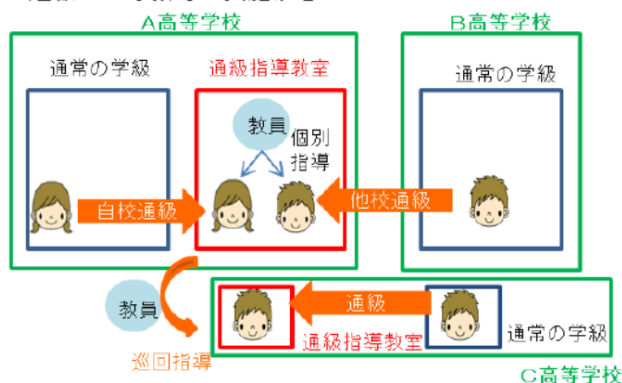 A高等学校
B高等学校
通常の学級
通級指導教室
通常の学級
教員
個別
指導
自校通級
他校通級
教員
巡回指導
通級
通級指導教室
通常の学級
C高等学校